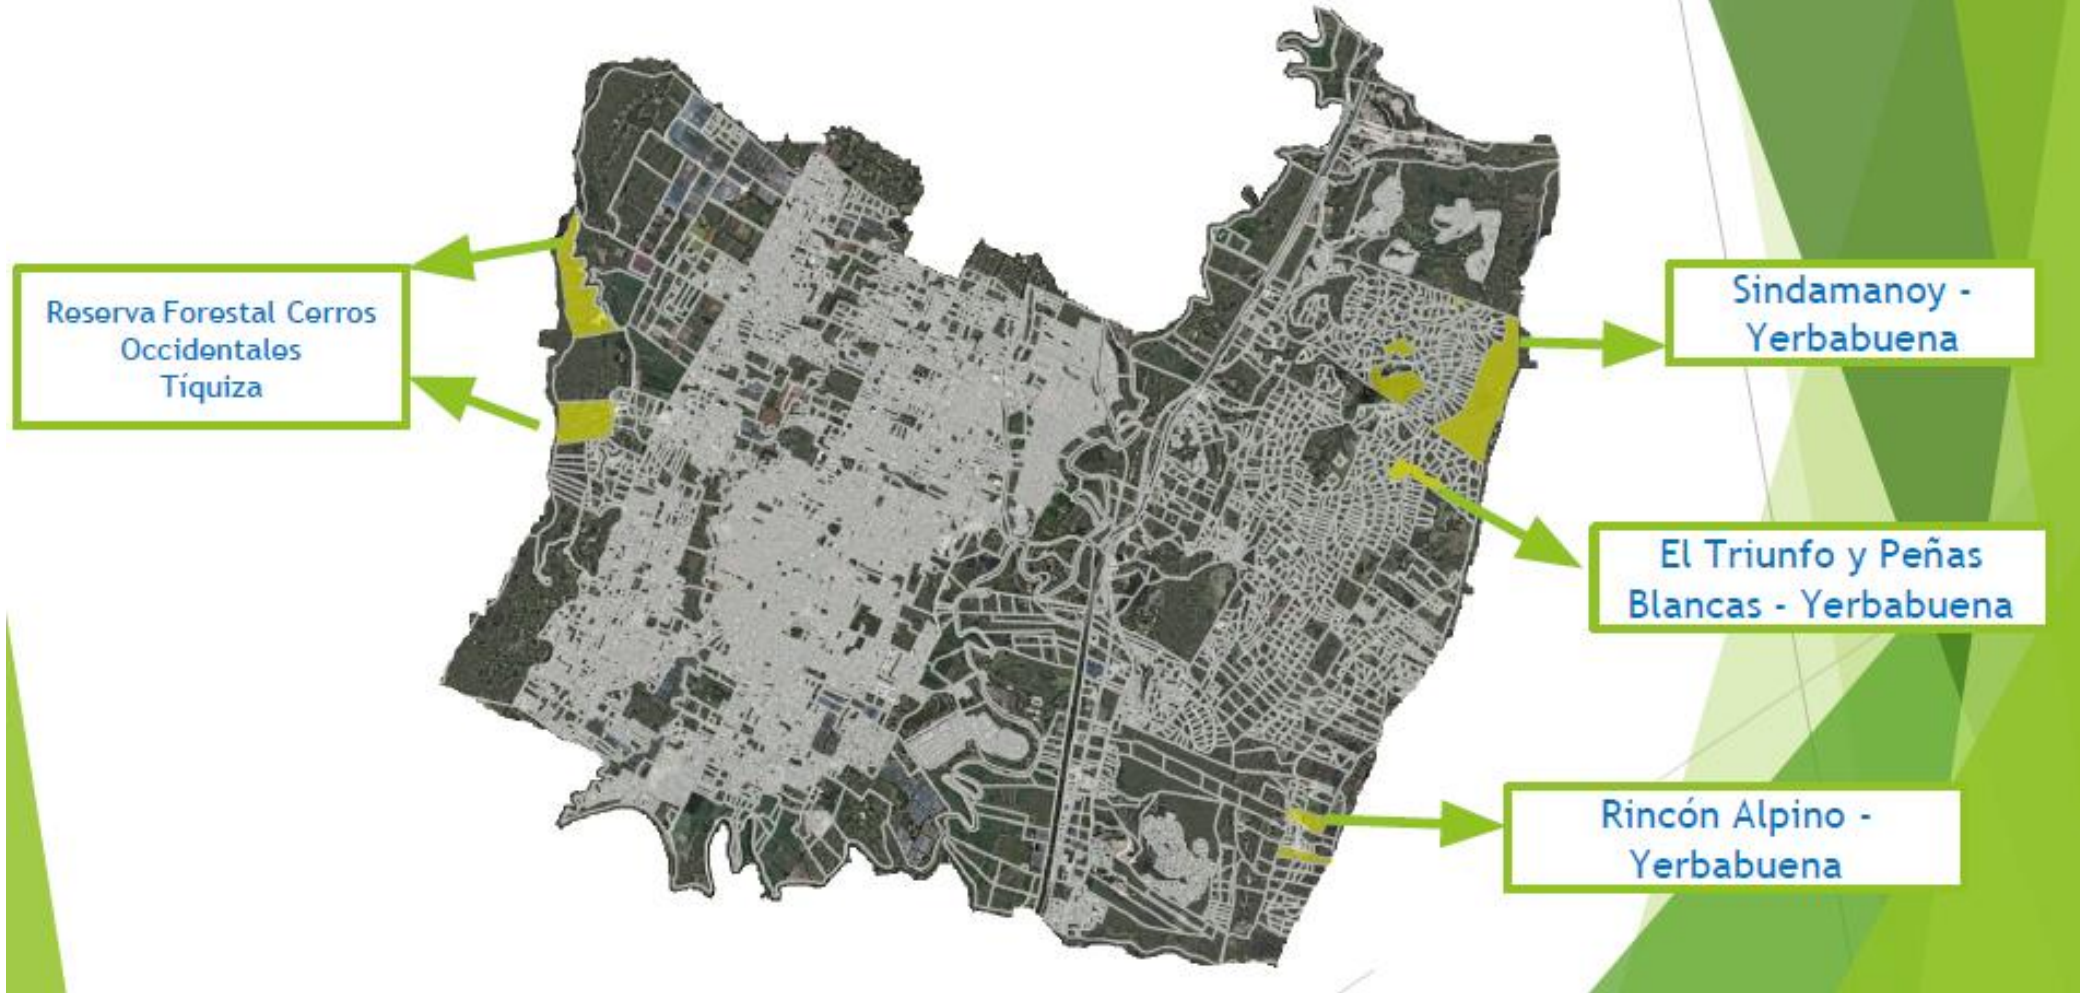 Reserva Forestal Cerros
Occidentales
Tíquiza
Sindamanoy -
Yerbabuena
El Triunfo y Peñas
Blancas - Yerbabuena
Rincón Alpino -
Yerbabuena